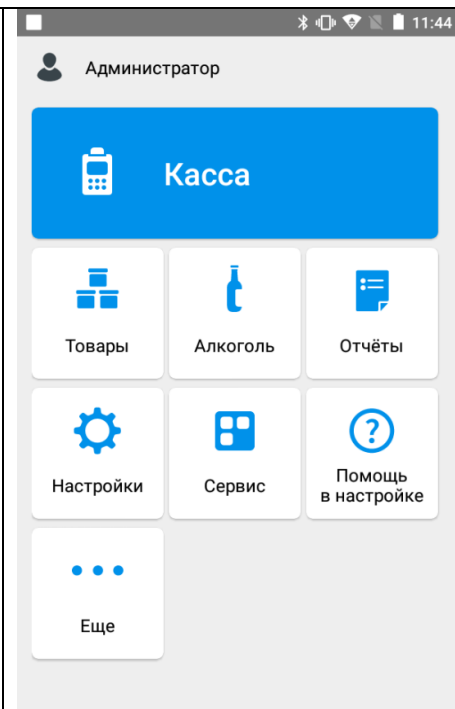 11:44
Администратор
Касса
Товары
Алкоголь
Отчёты
Настройки
Сервис
Помощь
в настройке
Еще